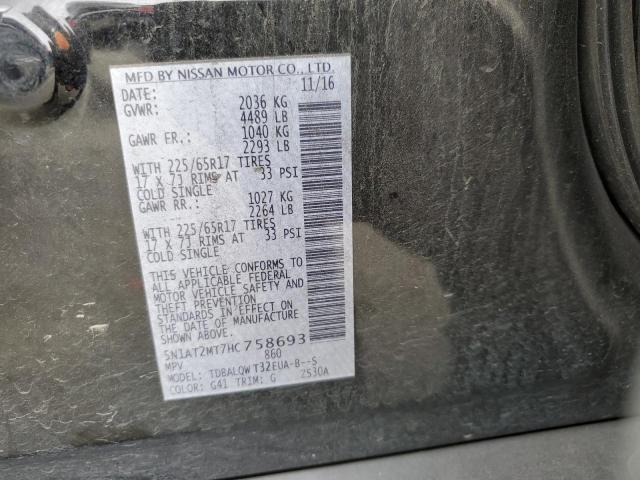 MFD BY NISSAN MOTOR CO., LTD.
DATE: 11/16
GVWR: 2036 KG
4489 LB
GAWR FR.: 1040 KG
2293 LB
WITH 225/65R17 TIRES
17 X 7J RIMS AT 33 PSI
COLD SINGLE
GAWR RR.: 1027 KG
2264 LB
WITH 225/65R17 TIRES
17 X 7J RIMS AT 33 PSI
COLD SINGLE
THIS VEHICLE CONFORMS TO
ALL APPLICABLE FEDERAL
MOTOR VEHICLE SAFETY AND
THEFT PREVENTION
STANDARDS IN EFFECT ON
THE DATE OF MANUFACTURE
SHOWN ABOVE.
5N1AT2MT7HC758693
MPV 860
MODEL: TDBALQW T32EUA-B--S
COLOR: G41 TRIM: G 2530A